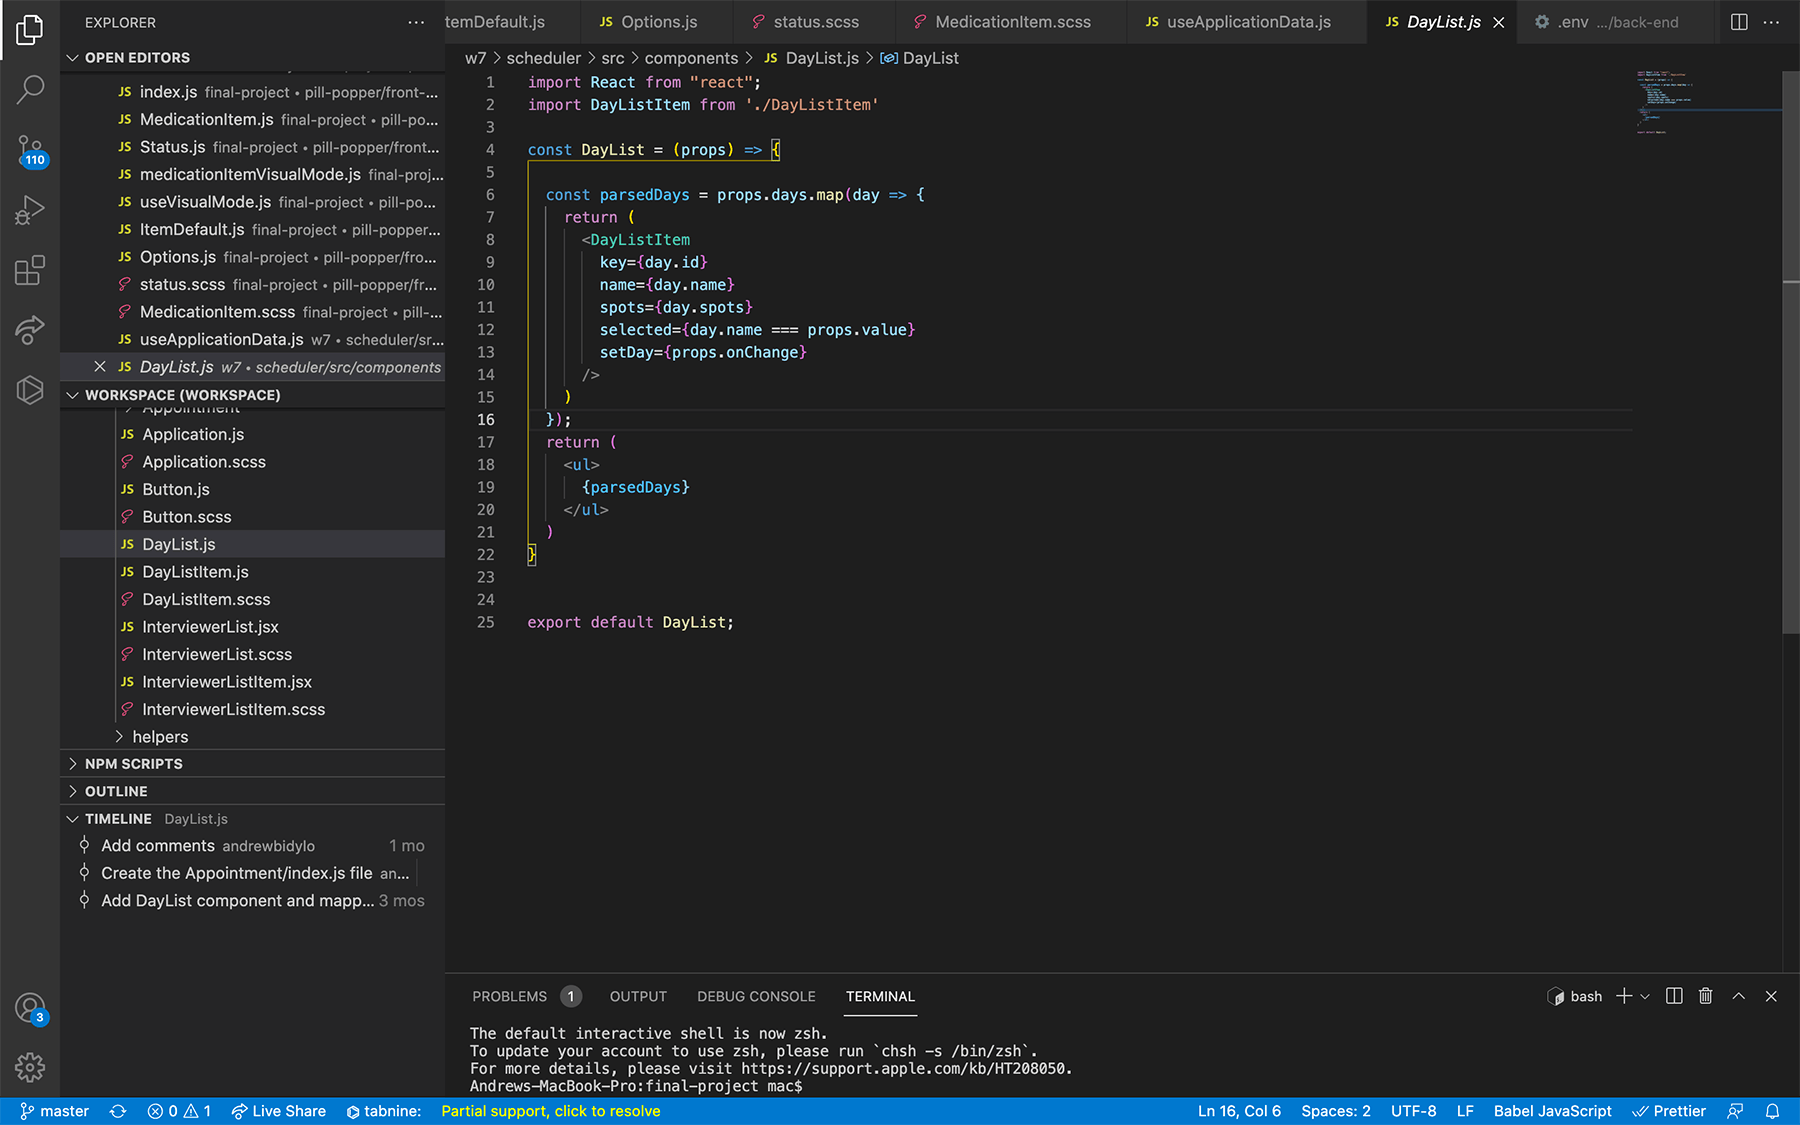 EXPLORER
OPEN EDITORS
JS index.js final-project • pill-popper/front-...
JS MedicationItem.js final-project • pill-po...
JS Status.js final-project • pill-popper/front...
JS medicationItemVisualMode.js final-proj...
JS useVisualMode.js final-project • pill-po...
JS ItemDefault.js final-project • pill-popper...
JS Options.js final-project • pill-popper/fro...
status.scss final-project • pill-popper/fr...
MedicationItem.scss final-project • pill-...
JS useApplicationData.js w7 • scheduler/sr...
JS DayList.js w7 • scheduler/src/components
WORKSPACE (WORKSPACE)
Appointment
JS Application.js
Application.scss
JS Button.js
Button.scss
JS DayList.js
JS DayListItem.js
DayListItem.scss
JS InterviewerList.jsx
InterviewerList.scss
JS InterviewerListItem.jsx
InterviewerListItem.scss
helpers
NPM SCRIPTS
OUTLINE
TIMELINE DayList.js
Add comments andrewbidylo 1 mo
Create the Appointment/index.js file an...
Add DayList component and mapp... 3 mos
110
3
temDefault.js JS Options.js status.scss MedicationItem.scss JS useApplicationData.js JS DayList.js .env .../back-end
w7 > scheduler > src > components > JS DayList.js > DayList
1 import React from "react";
2 import DayListItem from './DayListItem'
3
4 const DayList = (props) => {
5
6 const parsedDays = props.days.map(day => {
7 return (
8 <DayListItem
9 key={day.id}
10 name={day.name}
11 spots={day.spots}
12 selected={day.name === props.value}
13 setDay={props.onChange}
14 />
15 )
16 });
17 return (
18 <ul>
19 {parsedDays}
20 </ul>
21 )
22 }
23
24
25 export default DayList;
PROBLEMS 1 OUTPUT DEBUG CONSOLE TERMINAL bash
The default interactive shell is now zsh.
To update your account to use zsh, please run `chsh -s /bin/zsh`.
For more details, please visit https://support.apple.com/kb/HT208050.
Andrews-MacBook-Pro:final-project mac$
master 0 1 Live Share tabnine: Partial support, click to resolve Ln 16, Col 6 Spaces: 2 UTF-8 LF Babel JavaScript Prettier